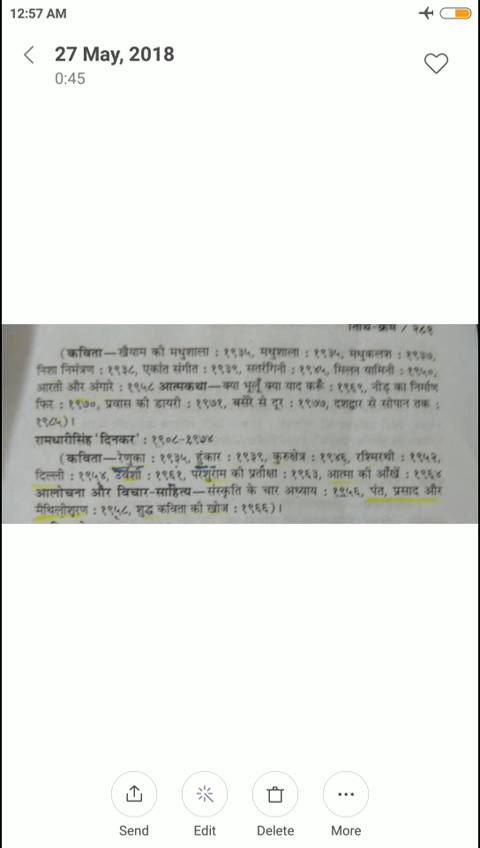 12:57 AM
27 May, 2018
0:45
तिथि-क्रम / २८१
(कविता—खैयाम की मधुशाला : १९३५, मधुशाला : १९३५, मधुकलश : १९३७,
निशा निमंत्रण : १९३८, एकांत संगीत : १९३९, सतरंगिनी : १९४५, मिलन यामिनी : १९५०,
आरती और अंगारे : १९५८ आत्मकथा—क्या भूलूँ क्या याद करूँ : १९६९, नीड़ का निर्माण
फिर : १९७०, प्रवास की डायरी : १९७१, बसेरे से दूर : १९७७, दशद्वार से सोपान तक :
१९८५)।
रामधारीसिंह 'दिनकर' : १९०८-१९७४
(कविता—रेणुका : १९३५, हुंकार : १९३९, कुरुक्षेत्र : १९४६, रश्मिरथी : १९५२,
दिल्ली : १९५४, उर्वशी : १९६१, परशुराम की प्रतीक्षा : १९६३, आत्मा की आँखें : १९६४
आलोचना और विचार-साहित्य—संस्कृति के चार अध्याय : १९५६, पंत, प्रसाद और
मैथिलीशरण : १९५८, शुद्ध कविता की खोज : १९६६)।
Send Edit Delete More